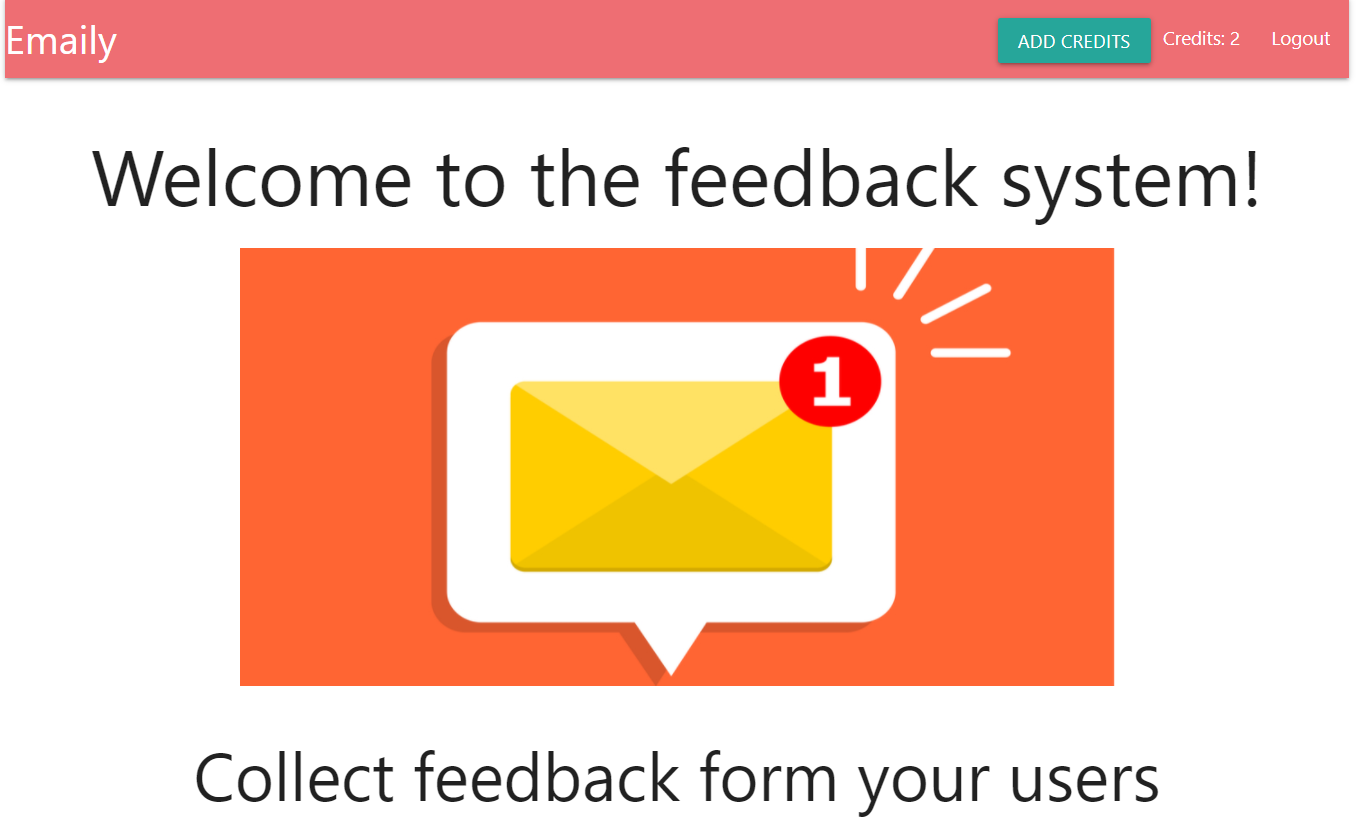 Emaily
ADD CREDITS
Credits: 2
Logout
Welcome to the feedback system!
1
Collect feedback form your users